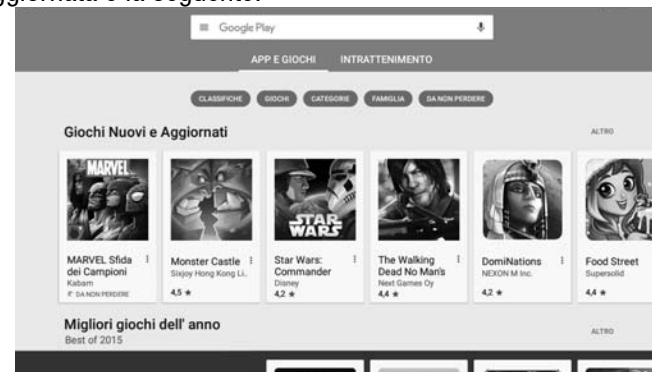 aggiornata è la seguente:
Google Play
APP E GIOCHI INTRATTENIMENTO
CLASSIFICHE GIOCHI CATEGORIE FAMIGLIA DA NON PERDERE
Giochi Nuovi e Aggiornati ALTRO
MARVEL
STAR
WARS
MARVEL Sfida
dei Campioni
Kabam
DA NON PERDERE
Monster Castle
Sixjoy Hong Kong Li..
4,5 ★
Star Wars:
Commander
Disney
4,2 ★
The Walking
Dead No Man's
Next Games Oy
4,4 ★
DomiNations
NEXON M Inc.
4,2 ★
Food Street
Supersolid
4,4 ★
Migliori giochi dell' anno ALTRO
Best of 2015